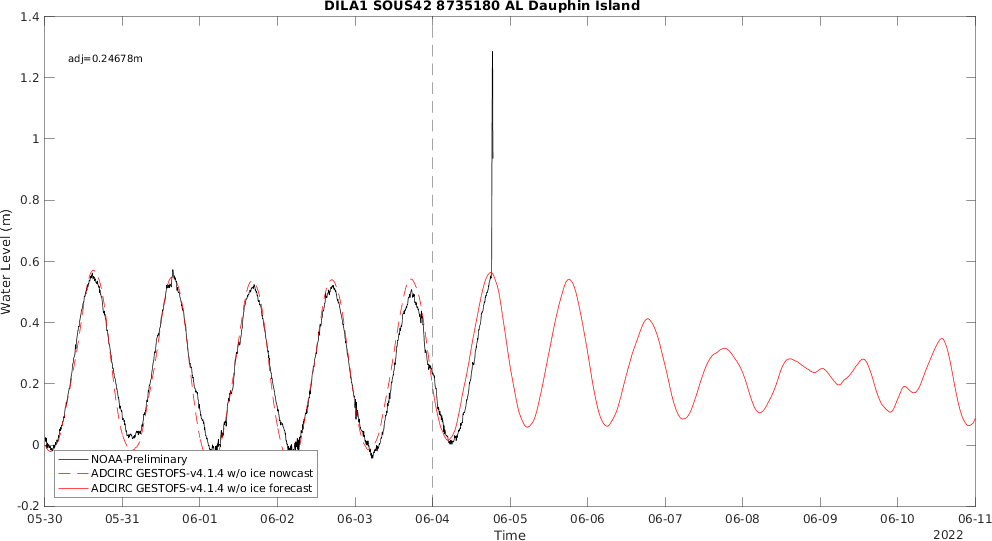 DILA1 SOUS42 8735180 AL Dauphin Island
adj=0.24678m
Water Level (m)
1.4
1.2
1
0.8
0.6
0.4
0.2
0
-0.2
NOAA-Preliminary
ADCIRC GESTOFS-v4.1.4 w/o ice nowcast
ADCIRC GESTOFS-v4.1.4 w/o ice forecast
05-30 05-31 06-01 06-02 06-03 06-04 06-05 06-06 06-07 06-08 06-09 06-10 06-11
Time
2022